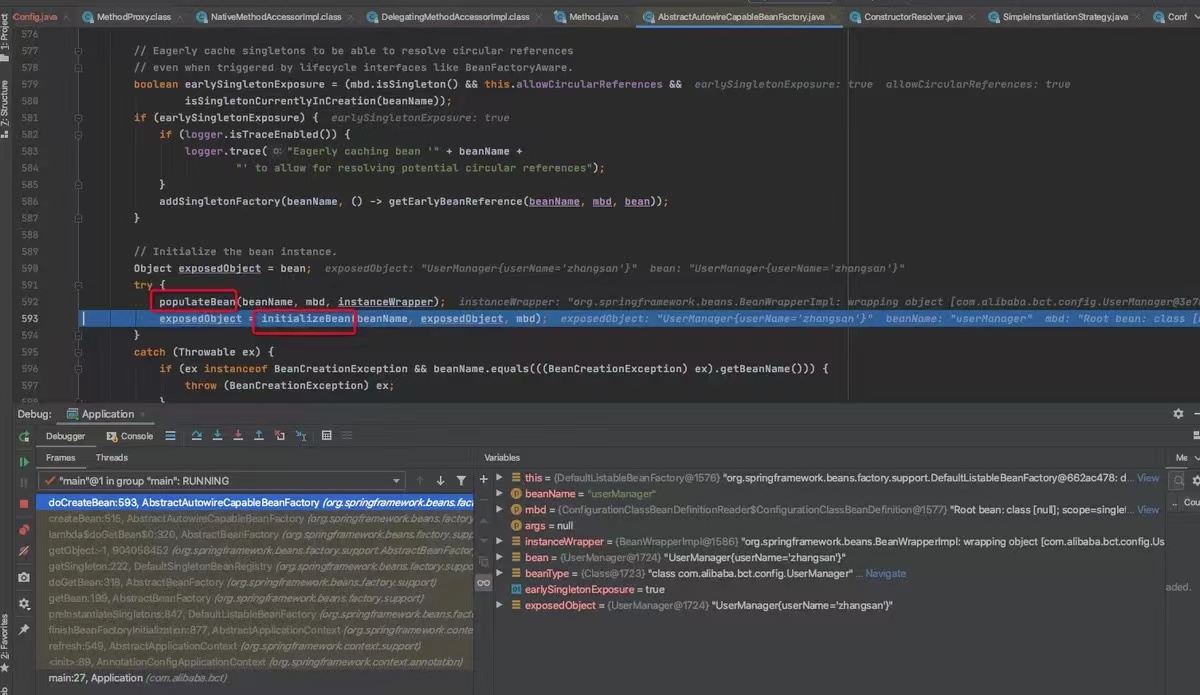 Config.java MethodProxy.class NativeMethodAccessorImpl.class DelegatingMethodAccessorImpl.class Method.java AbstractAutowireCapableBeanFactory.java ConstructorResolver.java SimpleInstantiationStrategy.java Conf
1: Project
7: Structure
2: Favorites
576
577 // Eagerly cache singletons to be able to resolve circular references
578 // even when triggered by lifecycle interfaces like BeanFactoryAware.
579 boolean earlySingletonExposure = (mbd.isSingleton() && this.allowCircularReferences && earlySingletonExposure: true allowCircularReferences: true
580 isSingletonCurrentlyInCreation(beanName));
581 if (earlySingletonExposure) { earlySingletonExposure: true
582 if (logger.isTraceEnabled()) {
583 logger.trace( o: "Eagerly caching bean '" + beanName +
584 "' to allow for resolving potential circular references");
585 }
586 addSingletonFactory(beanName, () -> getEarlyBeanReference(beanName, mbd, bean));
587 }
588
589 // Initialize the bean instance.
590 Object exposedObject = bean; exposedObject: "UserManager{userName='zhangsan'}" bean: "UserManager{userName='zhangsan'}"
591 try {
592 populateBean(beanName, mbd, instanceWrapper); instanceWrapper: "org.springframework.beans.BeanWrapperImpl: wrapping object [com.alibaba.bct.config.UserManager@3e7
593 exposedObject = initializeBean(beanName, exposedObject, mbd); exposedObject: "UserManager{userName='zhangsan'}" beanName: "userManager" mbd: "Root bean: class [
594 }
595 catch (Throwable ex) {
596 if (ex instanceof BeanCreationException && beanName.equals(((BeanCreationException) ex).getBeanName())) {
597 throw (BeanCreationException) ex;
Debug: Application
Debugger Console
Frames Threads
"main"@1 in group "main": RUNNING
doCreateBean:593, AbstractAutowireCapableBeanFactory (org.springframework.beans.fact
createBean:515, AbstractAutowireCapableBeanFactory (org.springframework.beans.factor
lambda$doGetBean$0:320, AbstractBeanFactory (org.springframework.beans.factory.supp
getObject:-1, 904058452 (org.springframework.beans.factory.support.AbstractBeanFact
getSingleton:222, DefaultSingletonBeanRegistry (org.springframework.beans.factory.supp
doGetBean:318, AbstractBeanFactory (org.springframework.beans.factory.support)
getBean:199, AbstractBeanFactory (org.springframework.beans.factory.support)
preInstantiateSingletons:847, DefaultListableBeanFactory (org.springframework.beans.fact
finishBeanFactoryInitialization:877, AbstractApplicationContext (org.springframework.conte
refresh:549, AbstractApplicationContext (org.springframework.context.support)
<init>:89, AnnotationConfigApplicationContext (org.springframework.context.annotation)
main:27, Application (com.alibaba.bct)
Variables
this = {DefaultListableBeanFactory@1576} "org.springframework.beans.factory.support.DefaultListableBeanFactory@662ac478: d... View
beanName = "userManager"
mbd = {ConfigurationClassBeanDefinitionReader$ConfigurationClassBeanDefinition@1577} "Root bean: class [null]; scope=singlet... View
args = null
instanceWrapper = {BeanWrapperImpl@1586} "org.springframework.beans.BeanWrapperImpl: wrapping object [com.alibaba.bct.config.Us
bean = {UserManager@1724} "UserManager{userName='zhangsan'}"
beanType = {Class@1723} "class com.alibaba.bct.config.UserManager" ... Navigate
earlySingletonExposure = true
exposedObject = {UserManager@1724} "UserManager{userName='zhangsan'}"
Me
Cou
aded.